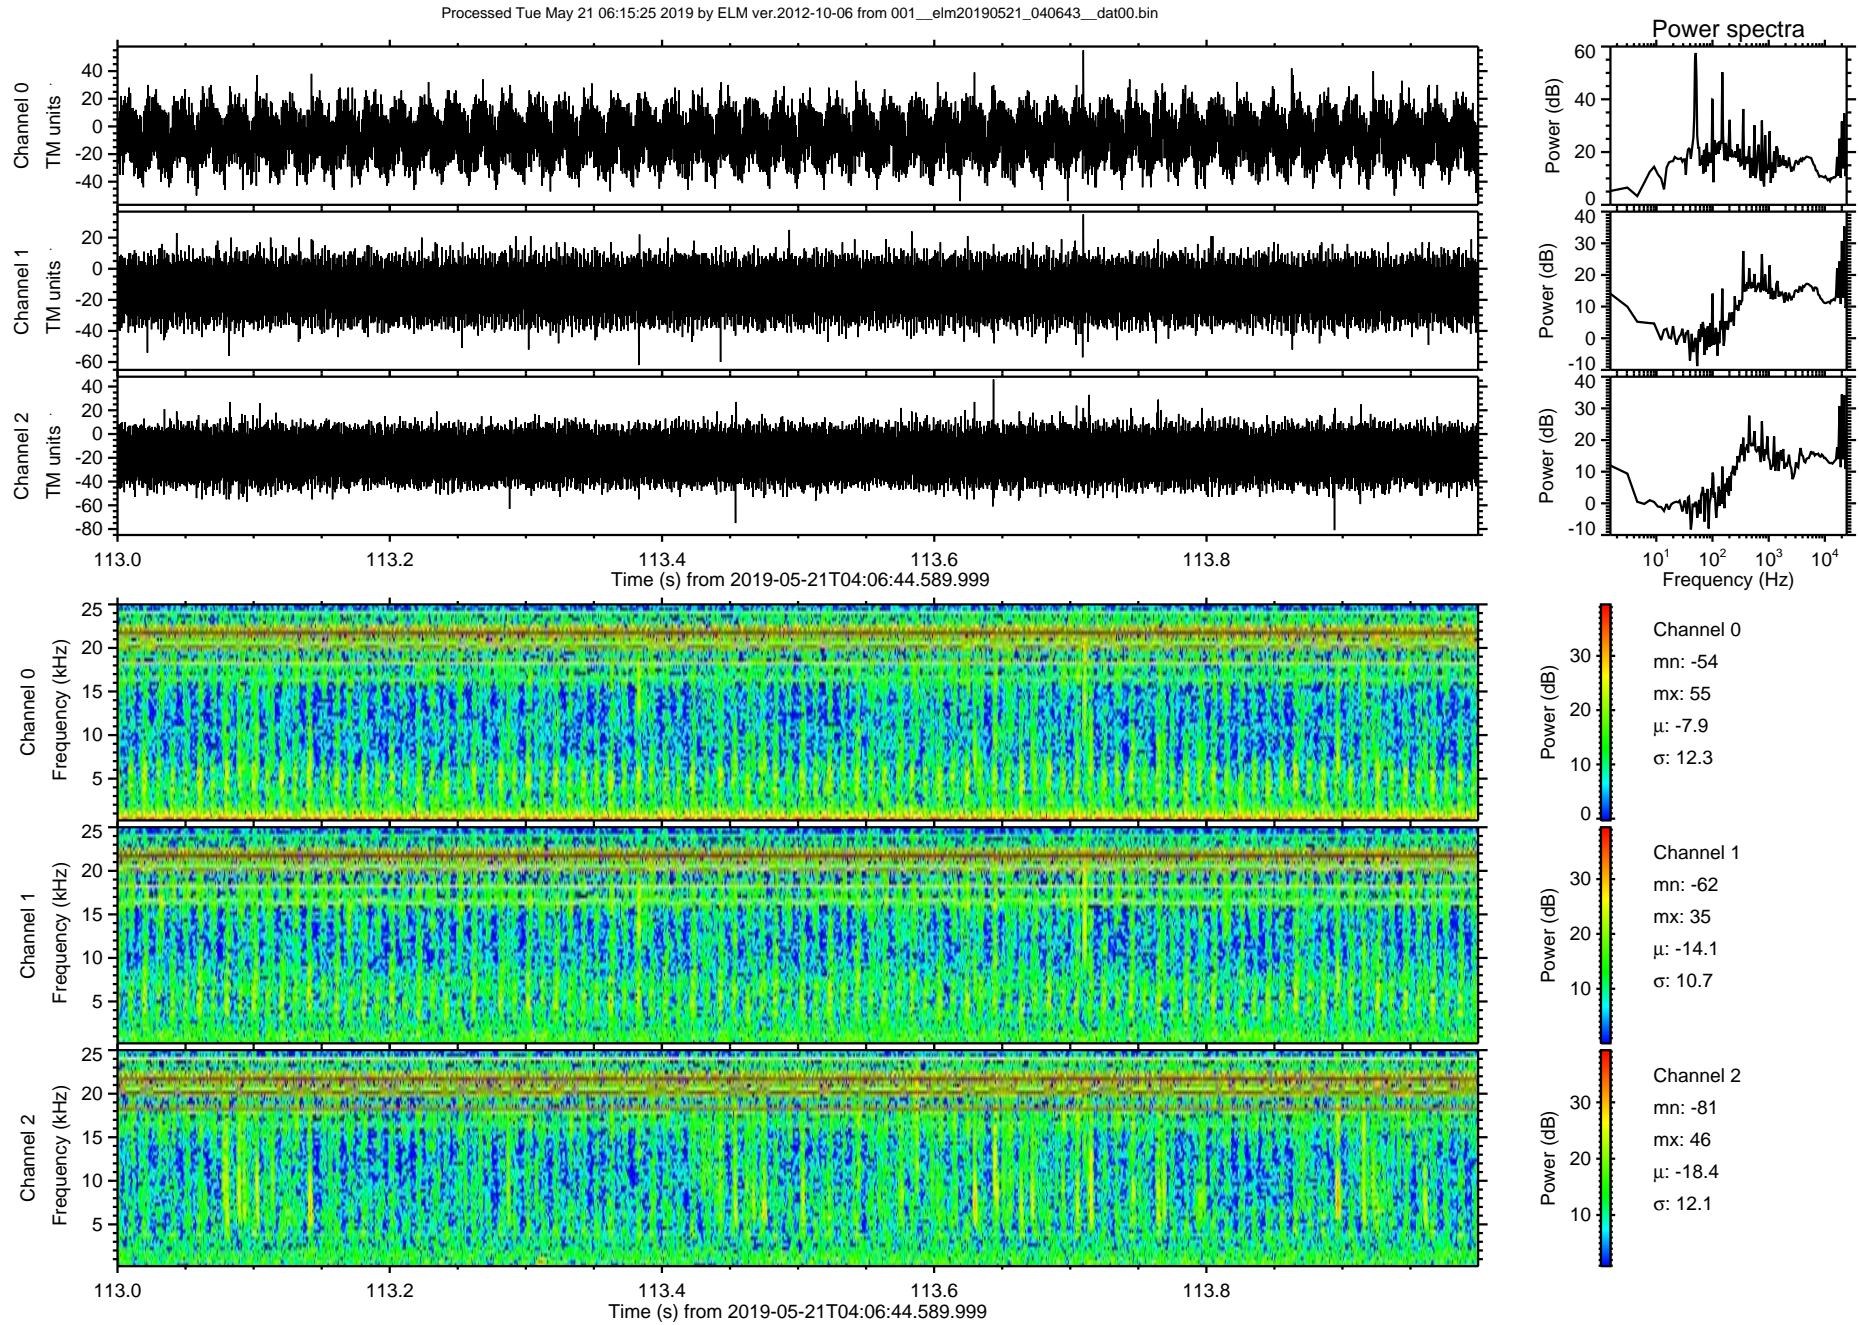 Processed Tue May 21 06:15:25 2019 by ELM ver.2012-10-06 from 001__elm20190521_040643__dat00.bin
Power spectra
Channel 0
TM units
40
20
0
-20
-40
Power (dB)
60
40
20
0
Channel 1
TM units
20
0
-20
-40
-60
Power (dB)
40
30
20
10
0
-10
Channel 2
TM units
40
20
0
-20
-40
-60
-80
Power (dB)
40
30
20
10
0
-10
113.0 113.2 113.4 113.6 113.8
Time (s) from 2019-05-21T04:06:44.589.999
10¹ 10² 10³ 10⁴
Frequency (Hz)
Channel 0
Frequency (kHz)
25
20
15
10
5
Power (dB)
30
20
10
0
Channel 0
mn: -54
mx: 55
μ: -7.9
σ: 12.3
Channel 1
Frequency (kHz)
25
20
15
10
5
Power (dB)
30
20
10
Channel 1
mn: -62
mx: 35
μ: -14.1
σ: 10.7
Channel 2
Frequency (kHz)
25
20
15
10
5
Power (dB)
30
20
10
Channel 2
mn: -81
mx: 46
μ: -18.4
σ: 12.1
113.0 113.2 113.4 113.6 113.8
Time (s) from 2019-05-21T04:06:44.589.999